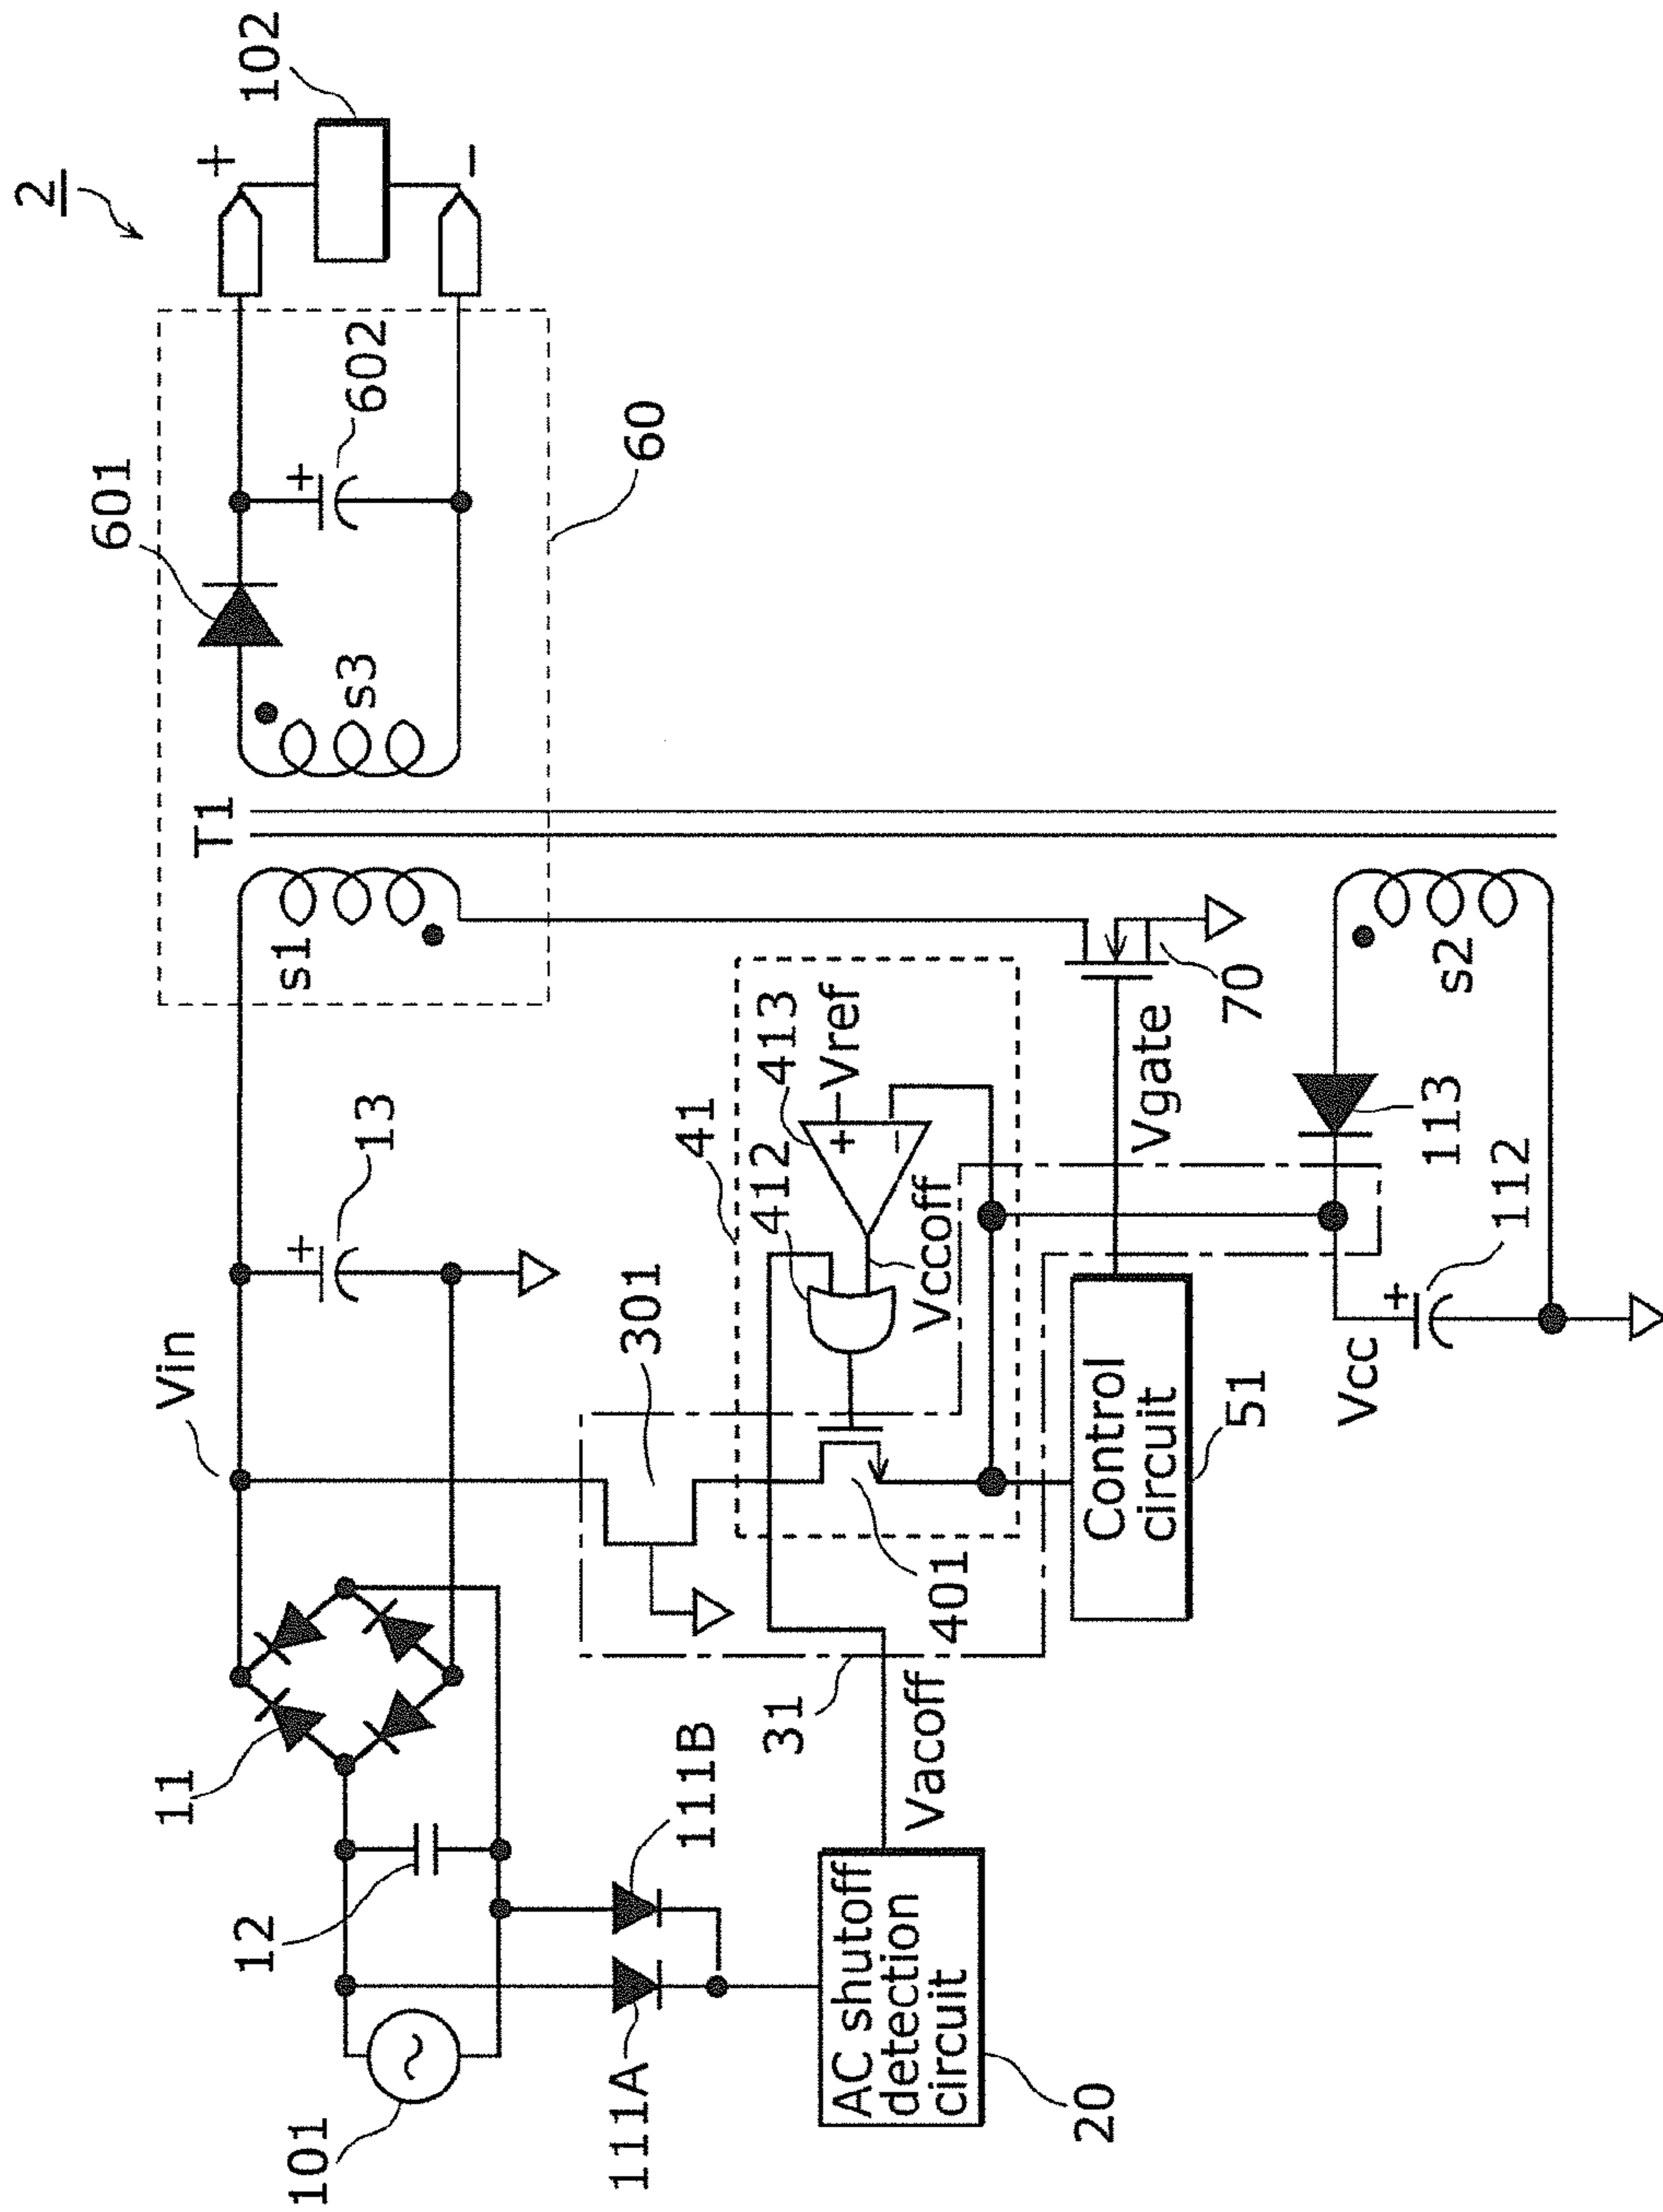 2
102
+
−
601
+
602
60
s3
T1
s1
Vin
+
13
11
12
101
111A
111B
AC shutoff
detection
circuit
20
Vacoff
31
301
401
41
412
413
+
−
Vref
Vccoff
Vgate
70
Control
circuit
51
s2
113
112
+
Vcc